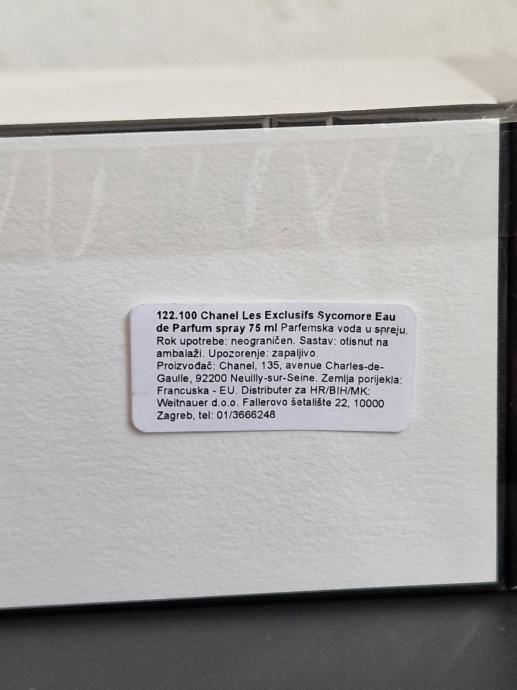 122.100 Chanel Les Exclusifs Sycomore Eau
de Parfum spray 75 ml Parfemska voda u spreju.
Rok upotrebe: neograničen. Sastav: otisnut na
ambalaži. Upozorenje: zapaljivo.
Proizvođač: Chanel, 135, avenue Charles-de-
Gaulle, 92200 Neuilly-sur-Seine. Zemlja porijekla:
Francuska - EU. Distributer za HR/BIH/MK:
Weitnauer d.o.o. Fallerovo šetalište 22, 10000
Zagreb, tel: 01/3666248